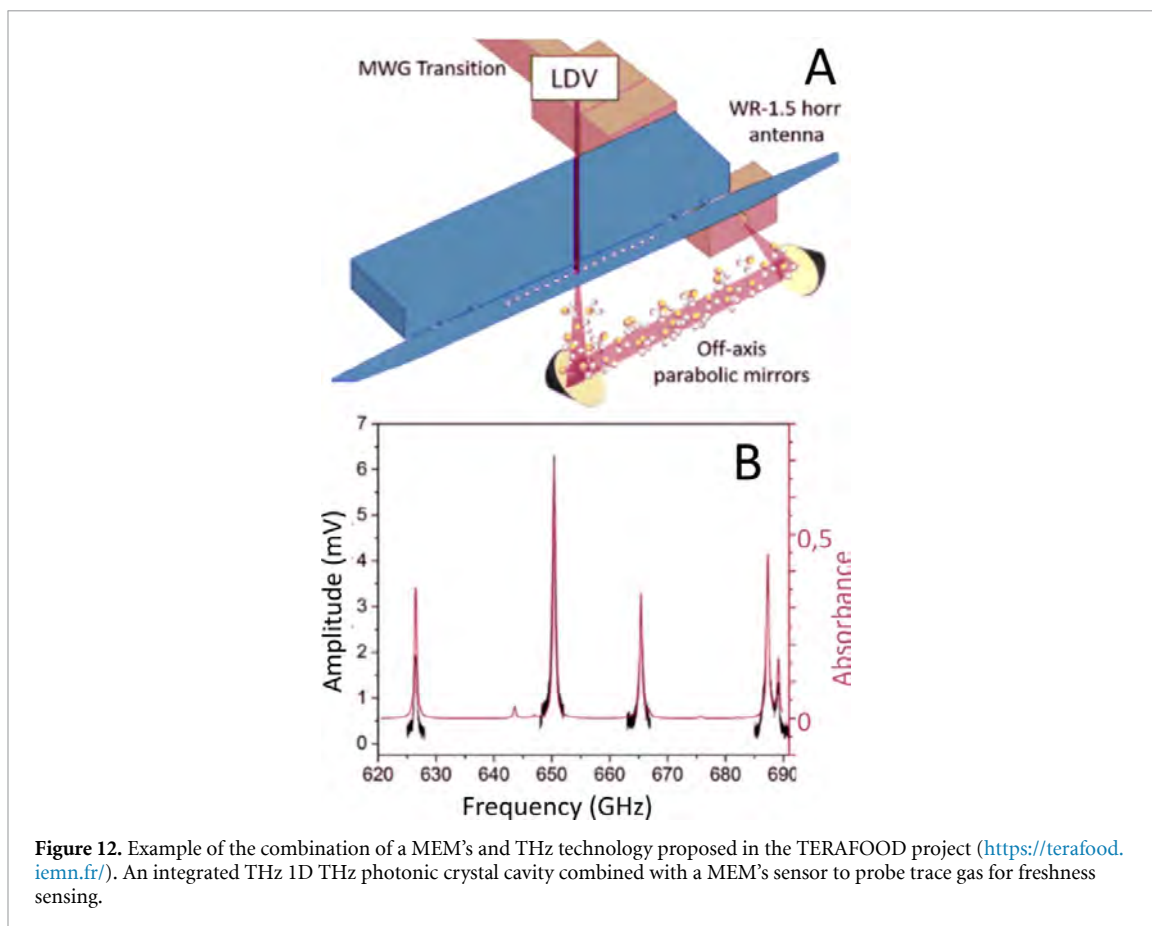 MWG Transition
LDV
A
WR-1.5 horr
antenna
Off-axis
parabolic mirrors
B
7
6
5
4
3
2
1
0
Amplitude (mV)
0,5
0
Absorbance
620 630 640 650 660 670 680 690
Frequency (GHz)
Figure 12. Example of the combination of a MEM's and THz technology proposed in the TERAFOOD project (https://terafood.
iemn.fr/). An integrated THz 1D THz photonic crystal cavity combined with a MEM's sensor to probe trace gas for freshness
sensing.